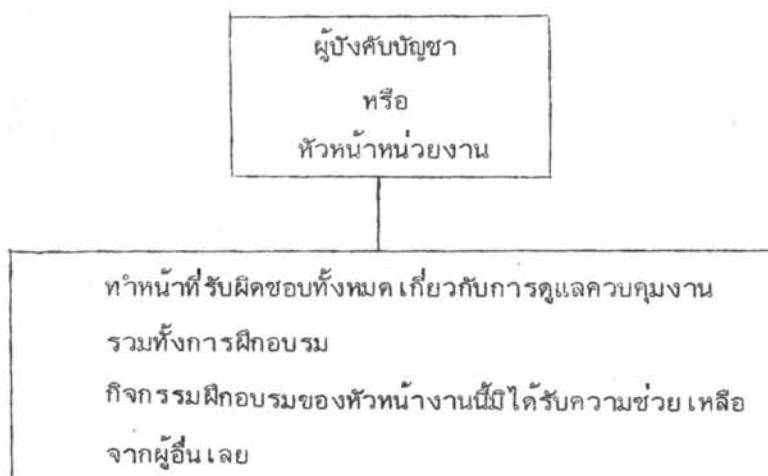 ผู้บังคับบัญชา
หรือ
หัวหน้าหน่วยงาน
ทำหน้าที่รับผิดชอบทั้งหมดเกี่ยวกับการดูแลควบคุมงาน
รวมทั้งการฝึกอบรม
กิจกรรมฝึกอบรมของหัวหน้างานนี้มิได้รับความช่วยเหลือ
จากผู้อื่นเลย